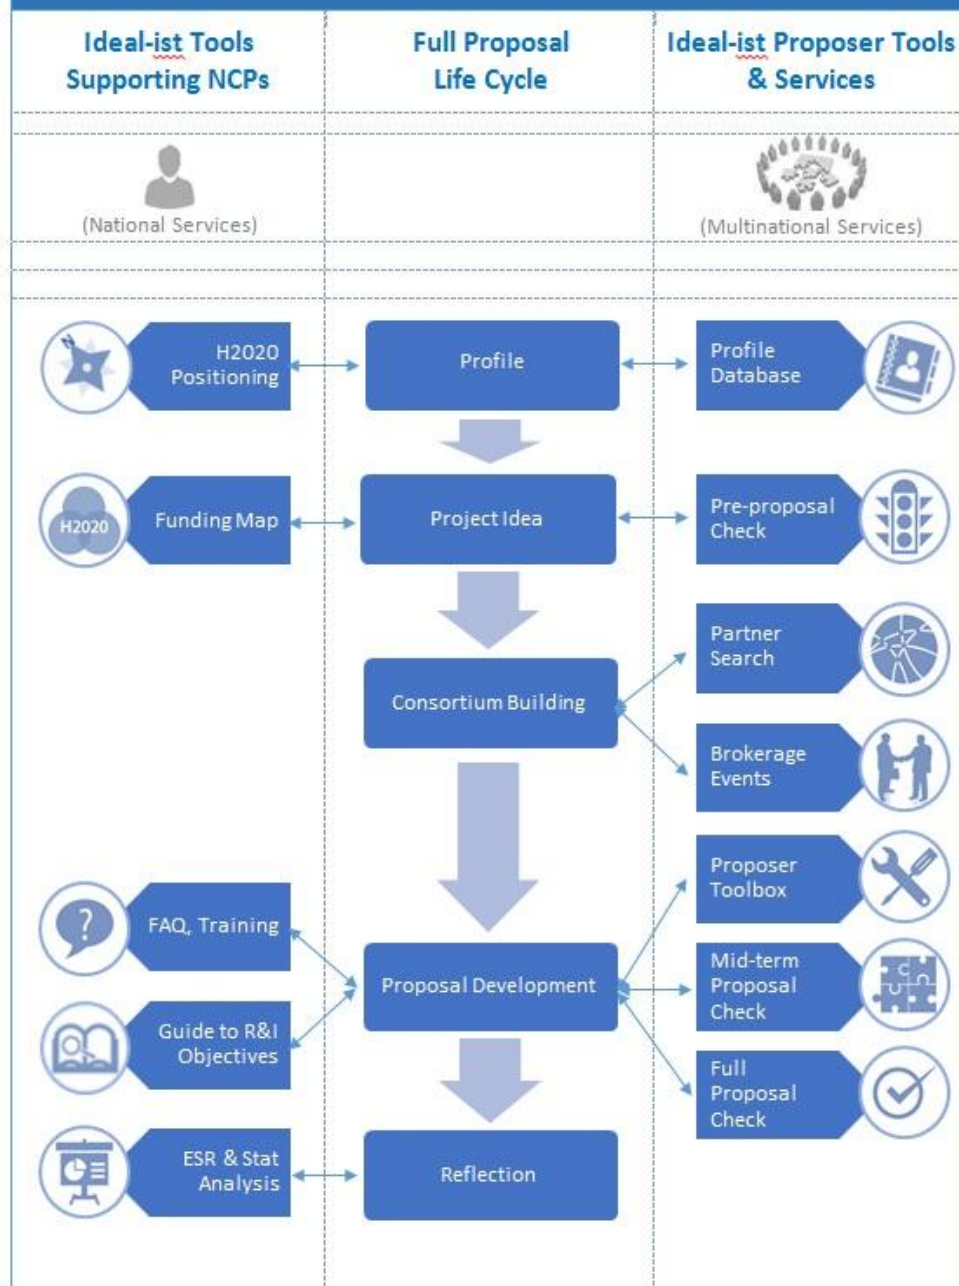 Ideal-ist Tools
Supporting NCPs
Full Proposal
Life Cycle
Ideal-ist Proposer Tools
& Services
(National Services)
(Multinational Services)
H2020
Positioning
Profile
Profile
Database
H2020
Funding Map
Project Idea
Pre-proposal
Check
Partner
Search
Consortium Building
Brokerage
Events
Proposer
Toolbox
?
FAQ, Training
Proposal Development
Mid-term
Proposal
Check
Guide to R&I
Objectives
Full
Proposal
Check
ESR & Stat
Analysis
Reflection